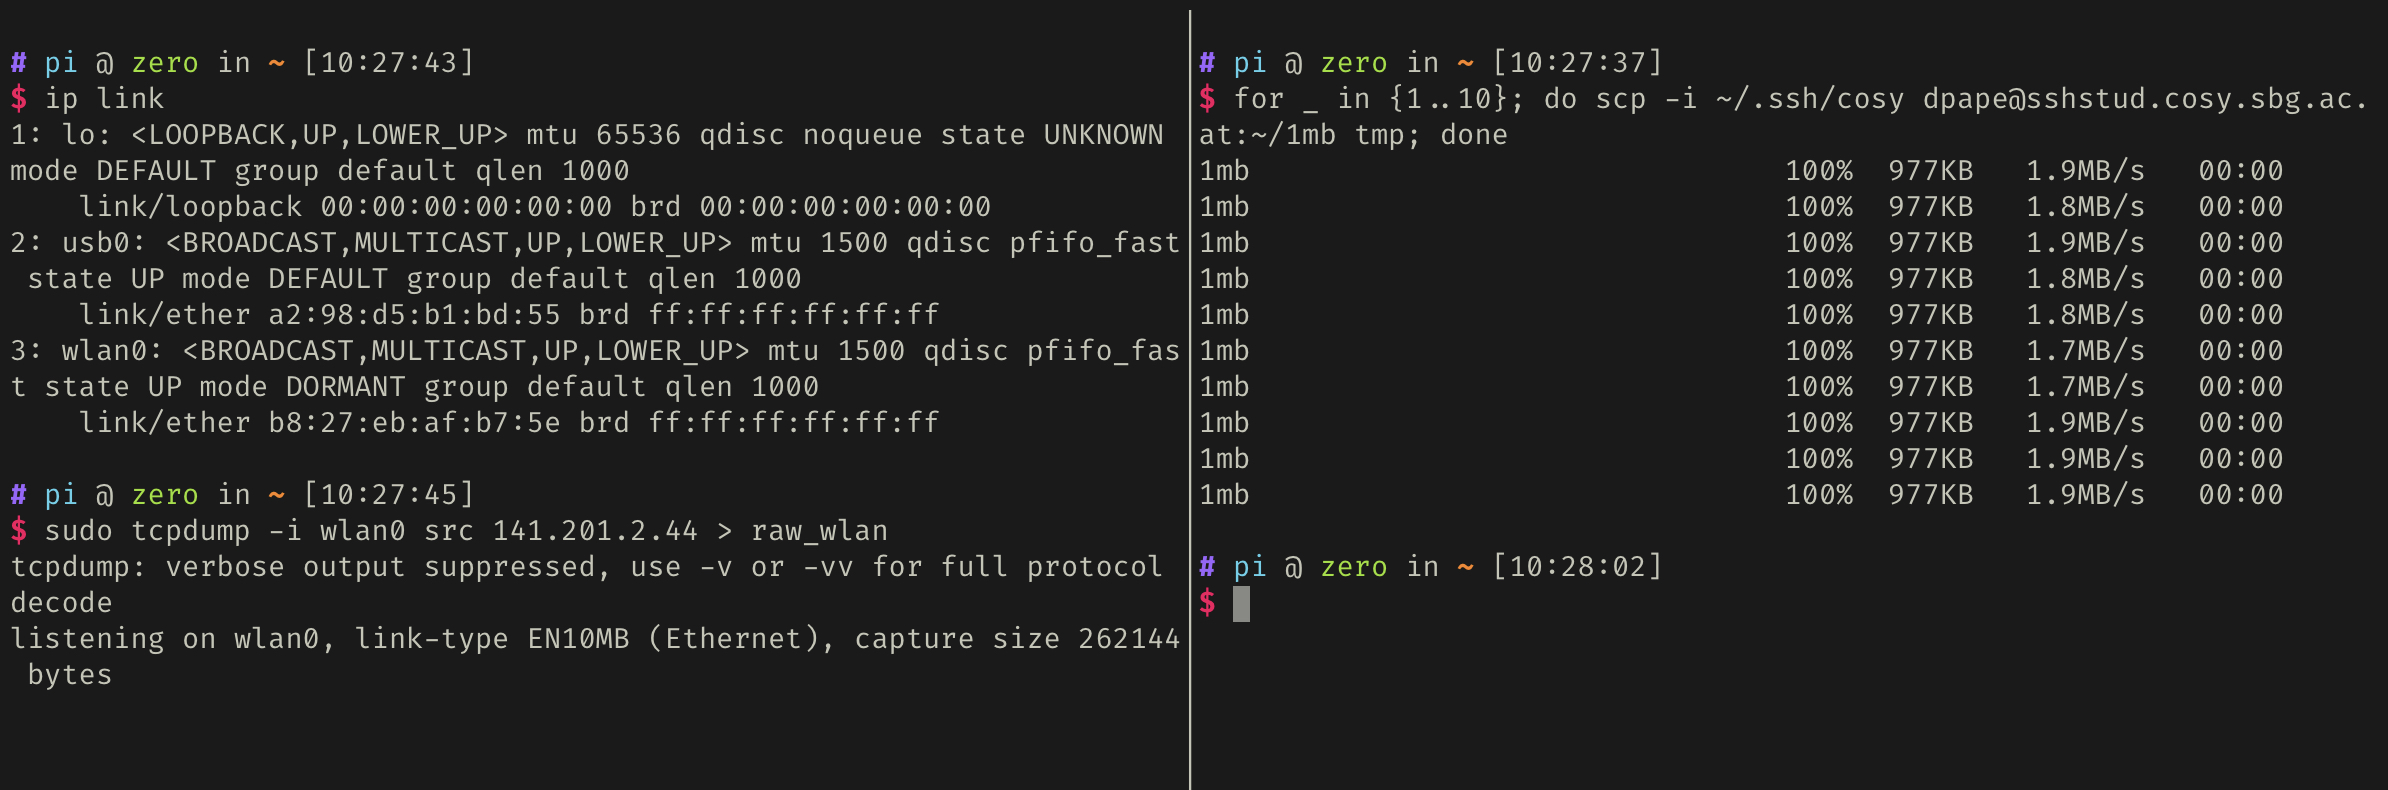 # pi @ zero in ~ [10:27:43]
$ ip link
1: lo: <LOOPBACK,UP,LOWER_UP> mtu 65536 qdisc noqueue state UNKNOWN
mode DEFAULT group default qlen 1000
    link/loopback 00:00:00:00:00:00 brd 00:00:00:00:00:00
2: usb0: <BROADCAST,MULTICAST,UP,LOWER_UP> mtu 1500 qdisc pfifo_fast
 state UP mode DEFAULT group default qlen 1000
    link/ether a2:98:d5:b1:bd:55 brd ff:ff:ff:ff:ff:ff
3: wlan0: <BROADCAST,MULTICAST,UP,LOWER_UP> mtu 1500 qdisc pfifo_fas
t state UP mode DORMANT group default qlen 1000
    link/ether b8:27:eb:af:b7:5e brd ff:ff:ff:ff:ff:ff
# pi @ zero in ~ [10:27:45]
$ sudo tcpdump -i wlan0 src 141.201.2.44 > raw_wlan
tcpdump: verbose output suppressed, use -v or -vv for full protocol
decode
listening on wlan0, link-type EN10MB (Ethernet), capture size 262144
 bytes
# pi @ zero in ~ [10:27:37]
$ for _ in {1..10}; do scp -i ~/.ssh/cosy dpape@sshstud.cosy.sbg.ac.
at:~/1mb tmp; done
1mb 100% 977KB 1.9MB/s 00:00
1mb 100% 977KB 1.8MB/s 00:00
1mb 100% 977KB 1.9MB/s 00:00
1mb 100% 977KB 1.8MB/s 00:00
1mb 100% 977KB 1.8MB/s 00:00
1mb 100% 977KB 1.7MB/s 00:00
1mb 100% 977KB 1.7MB/s 00:00
1mb 100% 977KB 1.9MB/s 00:00
1mb 100% 977KB 1.9MB/s 00:00
1mb 100% 977KB 1.9MB/s 00:00
# pi @ zero in ~ [10:28:02]
$